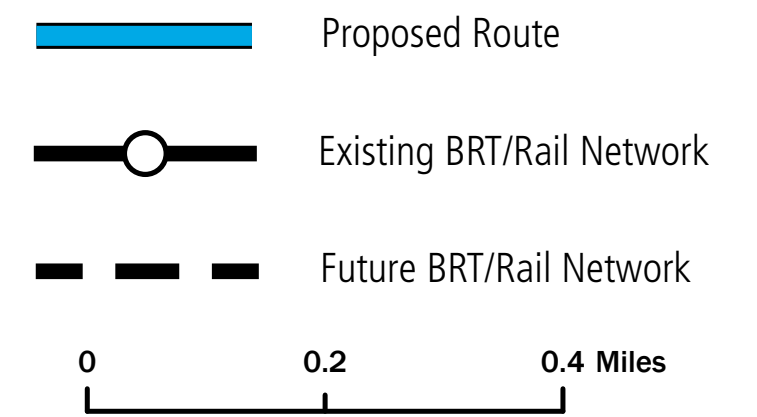 Proposed Route
Existing BRT/Rail Network
Future BRT/Rail Network
0 0.2 0.4 Miles